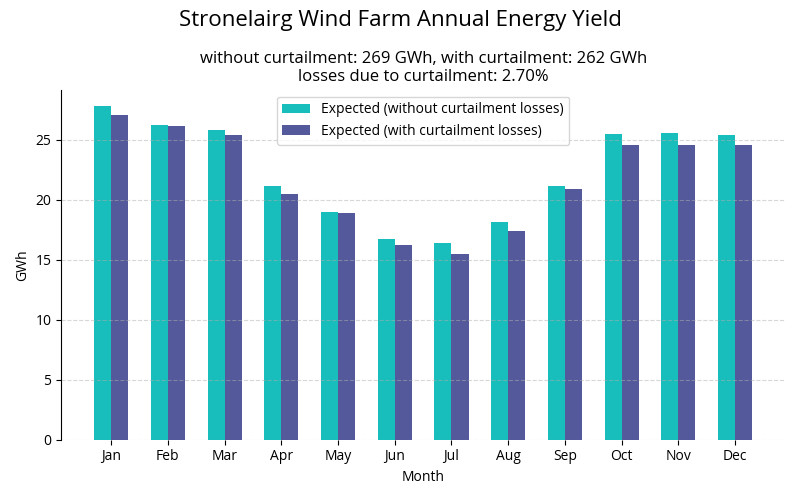 Stronelairg Wind Farm Annual Energy Yield
without curtailment: 269 GWh, with curtailment: 262 GWh
losses due to curtailment: 2.70%
Expected (without curtailment losses)
Expected (with curtailment losses)
25
20
15
10
5
0
GWh
Jan Feb Mar Apr May Jun Jul Aug Sep Oct Nov Dec
Month